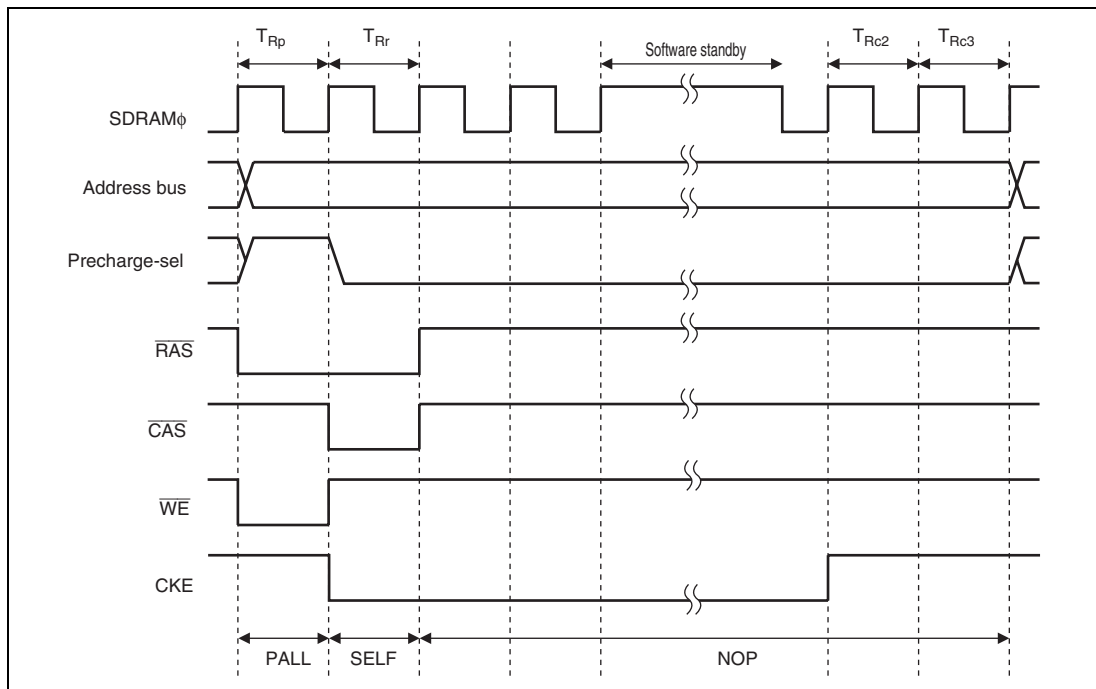 TRp TRr Software standby TRc2 TRc3
SDRAMϕ
Address bus
Precharge-sel
RAS
CAS
WE
CKE
PALL SELF NOP